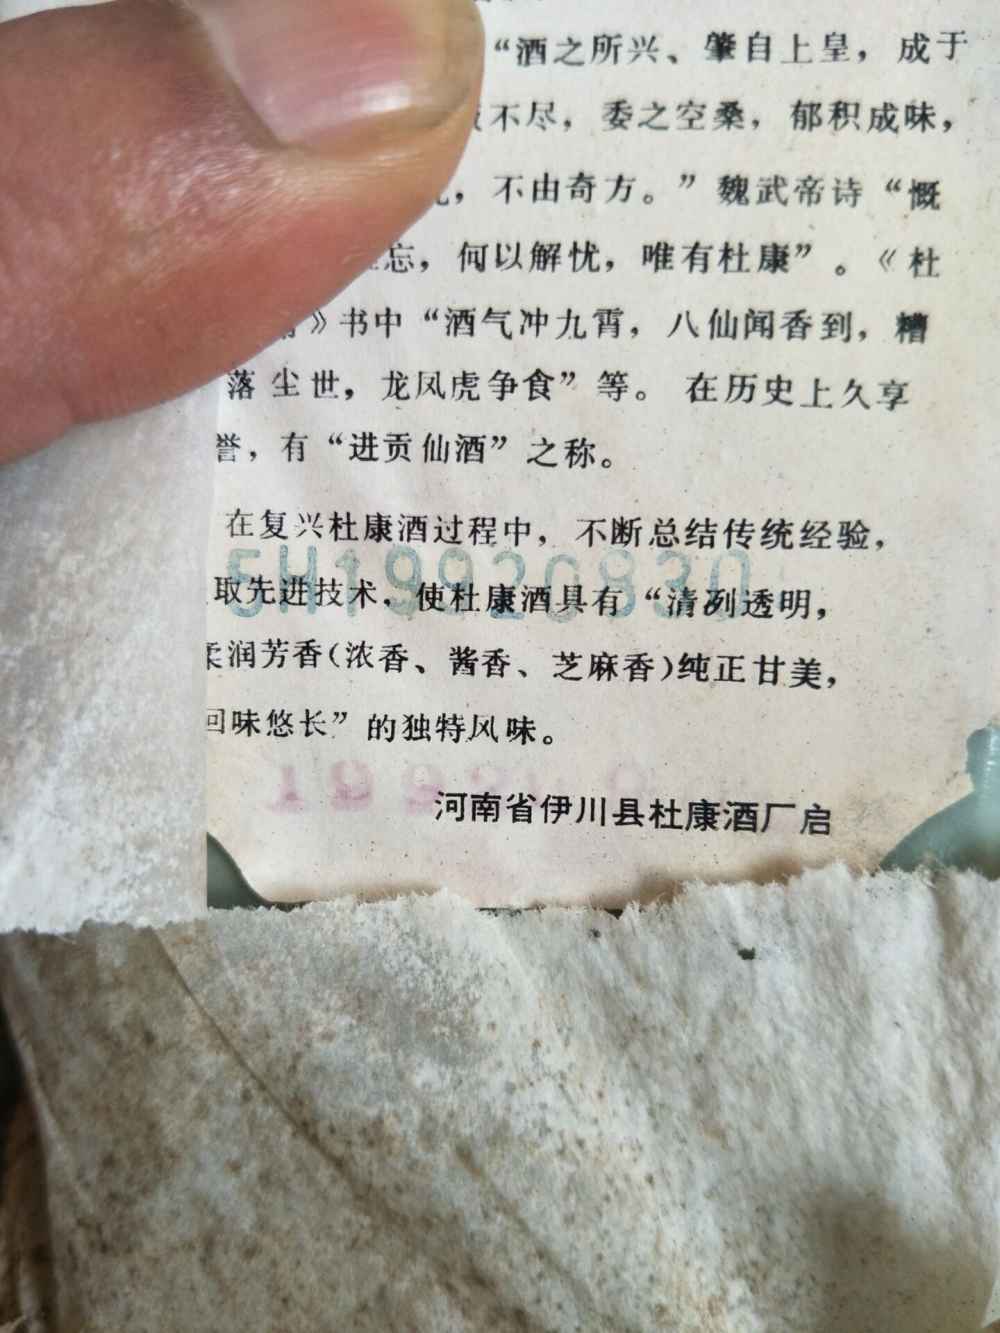 “酒之所兴、肇自上皇，成于
不尽，委之空桑，郁积成味，
，不由奇方。”魏武帝诗“慨
忘，何以解忧，唯有杜康”。《杜
》书中“酒气冲九霄，八仙闻香到，糟
落尘世，龙凤虎争食”等。在历史上久享
誉，有“进贡仙酒”之称。
在复兴杜康酒过程中，不断总结传统经验，
5H19920830
取先进技术，使杜康酒具有“清冽透明，
柔润芳香（浓香、酱香、芝麻香）纯正甘美，
回味悠长”的独特风味。
河南省伊川县杜康酒厂启